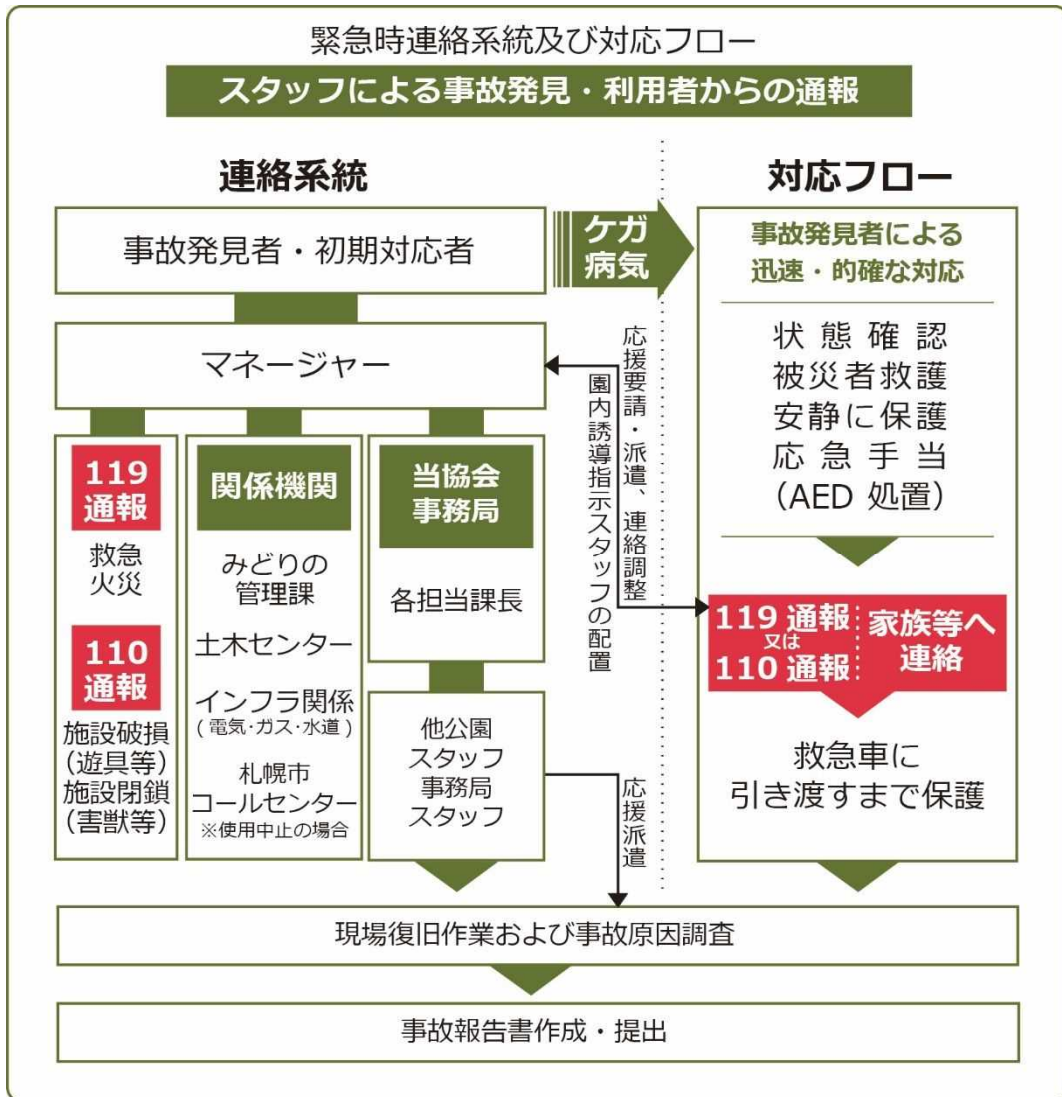 緊急時連絡系統及び対応フロー
スタッフによる事故発見・利用者からの通報
連絡系統
事故発見者・初期対応者
ケガ
病気
マネージャー
119
通報
救急
火災
110
通報
施設破損
(遊具等)
施設閉鎖
(害獣等)
関係機関
みどりの
管理課
土木センター
インフラ関係
(電気・ガス・水道)
札幌市
コールセンター
※使用中止の場合
当協会
事務局
各担当課長
他公園
スタッフ
事務局
スタッフ
応援要請・派遣、連絡調整
園内誘導指示スタッフの配置
応援派遣
対応フロー
事故発見者による
迅速・的確な対応
状態確認
被災者救護
安静に保護
応急手当
(AED 処置)
119 通報
又は
110 通報
家族等へ
連絡
救急車に
引き渡すまで保護
現場復旧作業および事故原因調査
事故報告書作成・提出